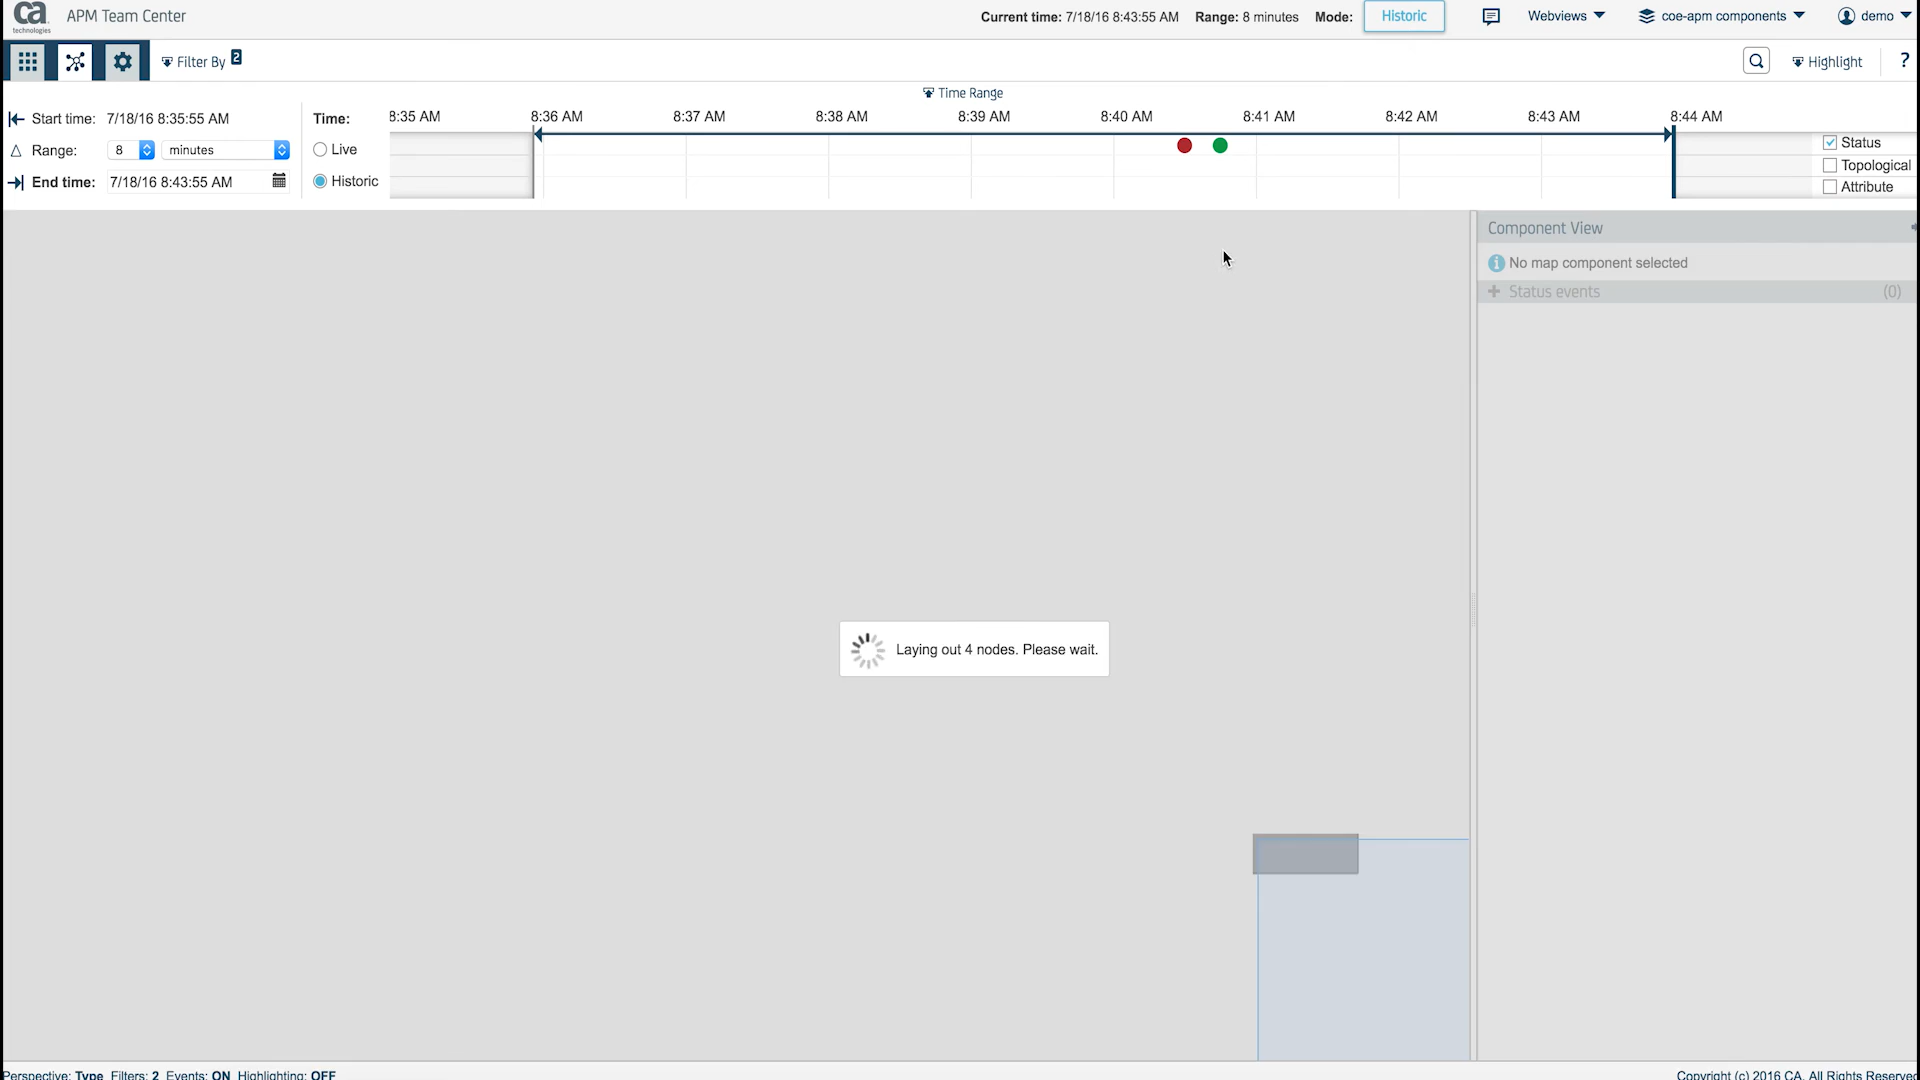 ca technologies APM Team Center Current time: 7/18/16 8:43:55 AM Range: 8 minutes Mode: Historic Webviews coe-apm components demo
Filter By 2 Highlight ?
Time Range
Start time: 7/18/16 8:35:55 AM Time: 8:35 AM 8:36 AM 8:37 AM 8:38 AM 8:39 AM 8:40 AM 8:41 AM 8:42 AM 8:43 AM 8:44 AM
Range: 8 minutes Live Status
Topological
End time: 7/18/16 8:43:55 AM Historic Attribute
Component View
No map component selected
Status events (0)
Laying out 4 nodes. Please wait.
Perspective: Type Filters: 2 Events: ON Highlighting: OFF Copyright (c) 2016 CA. All Rights Reserved